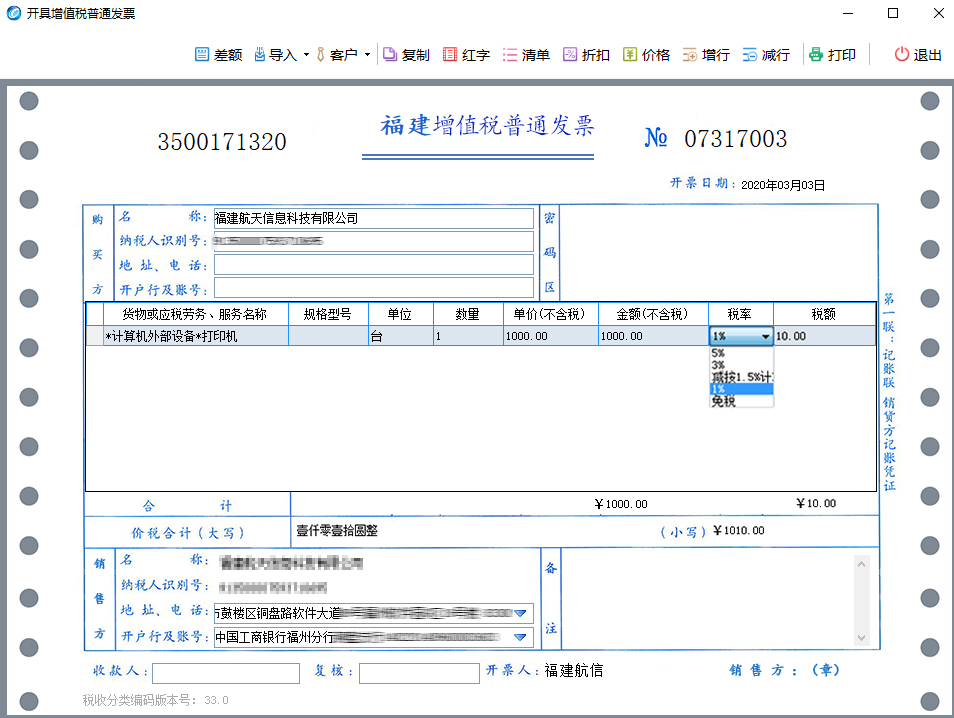 开具增值税普通发票
差额 导入 客户 复制 红字 清单 折扣 价格 增行 减行 打印 退出
3500171320 福建增值税普通发票 № 07317003
开票日期：2020年03月03日
购买方
名 称：福建航天信息科技有限公司
纳税人识别号：
地 址、电 话：
开户行及账号：
密码区
货物或应税劳务、服务名称 规格型号 单位 数量 单价(不含税) 金额(不含税) 税率 税额
*计算机外部设备*打印机 台 1 1000.00 1000.00 1% 10.00
5%
3%
减按1.5%计
1%
免税
第一联：记账联 销货方记账凭证
合 计 ￥1000.00 ￥10.00
价税合计(大写) 壹仟零壹拾圆整 (小写)￥1010.00
销售方
名 称：
纳税人识别号：
地 址、电 话：市鼓楼区铜盘路软件大道
开户行及账号：中国工商银行福州分行
备注
收款人： 复核： 开票人：福建航信 销售方：(章)
税收分类编码版本号： 33.0